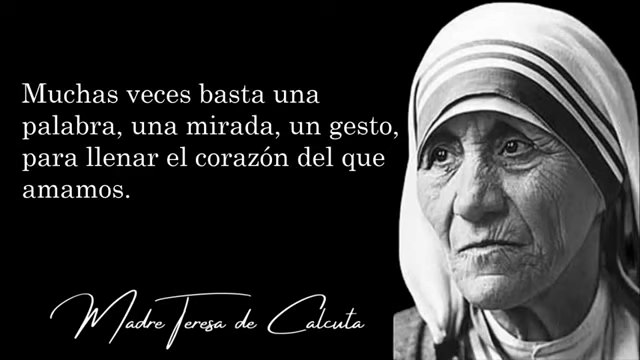 Muchas veces basta una
palabra, una mirada, un gesto,
para llenar el corazón del que
amamos.
Madre Teresa de Calcuta